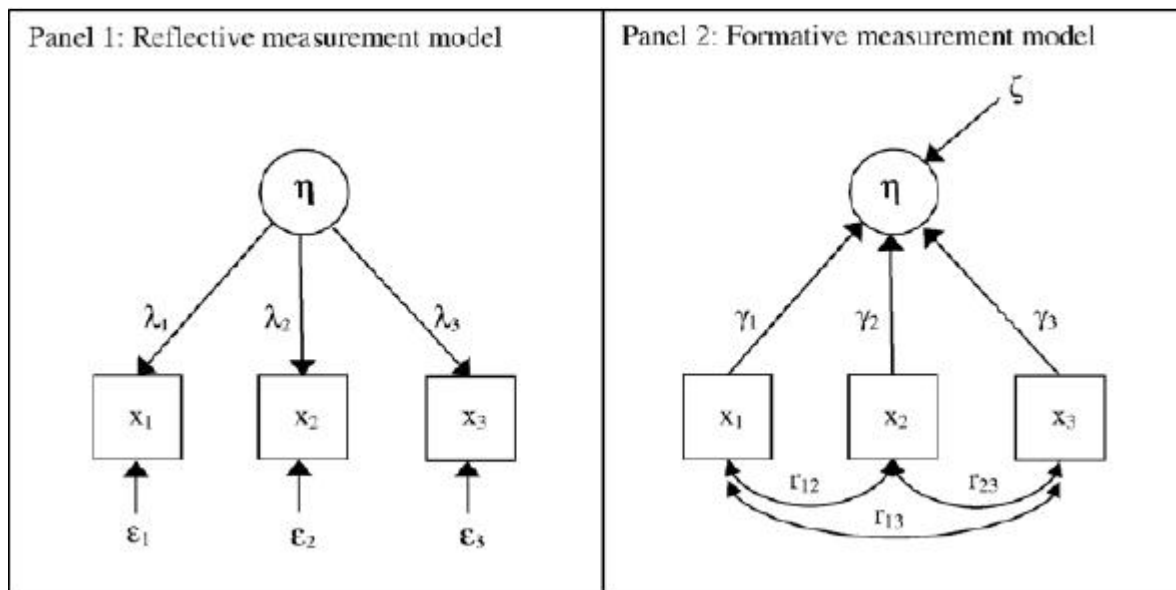 Panel 1: Reflective measurement model
η
λ₁ λ₂ λ₃
x₁ x₂ x₃
ε₁ ε₂ ε₃
Panel 2: Formative measurement model
ζ
η
γ₁ γ₂ γ₃
x₁ x₂ x₃
r₁₂ r₂₃
r₁₃